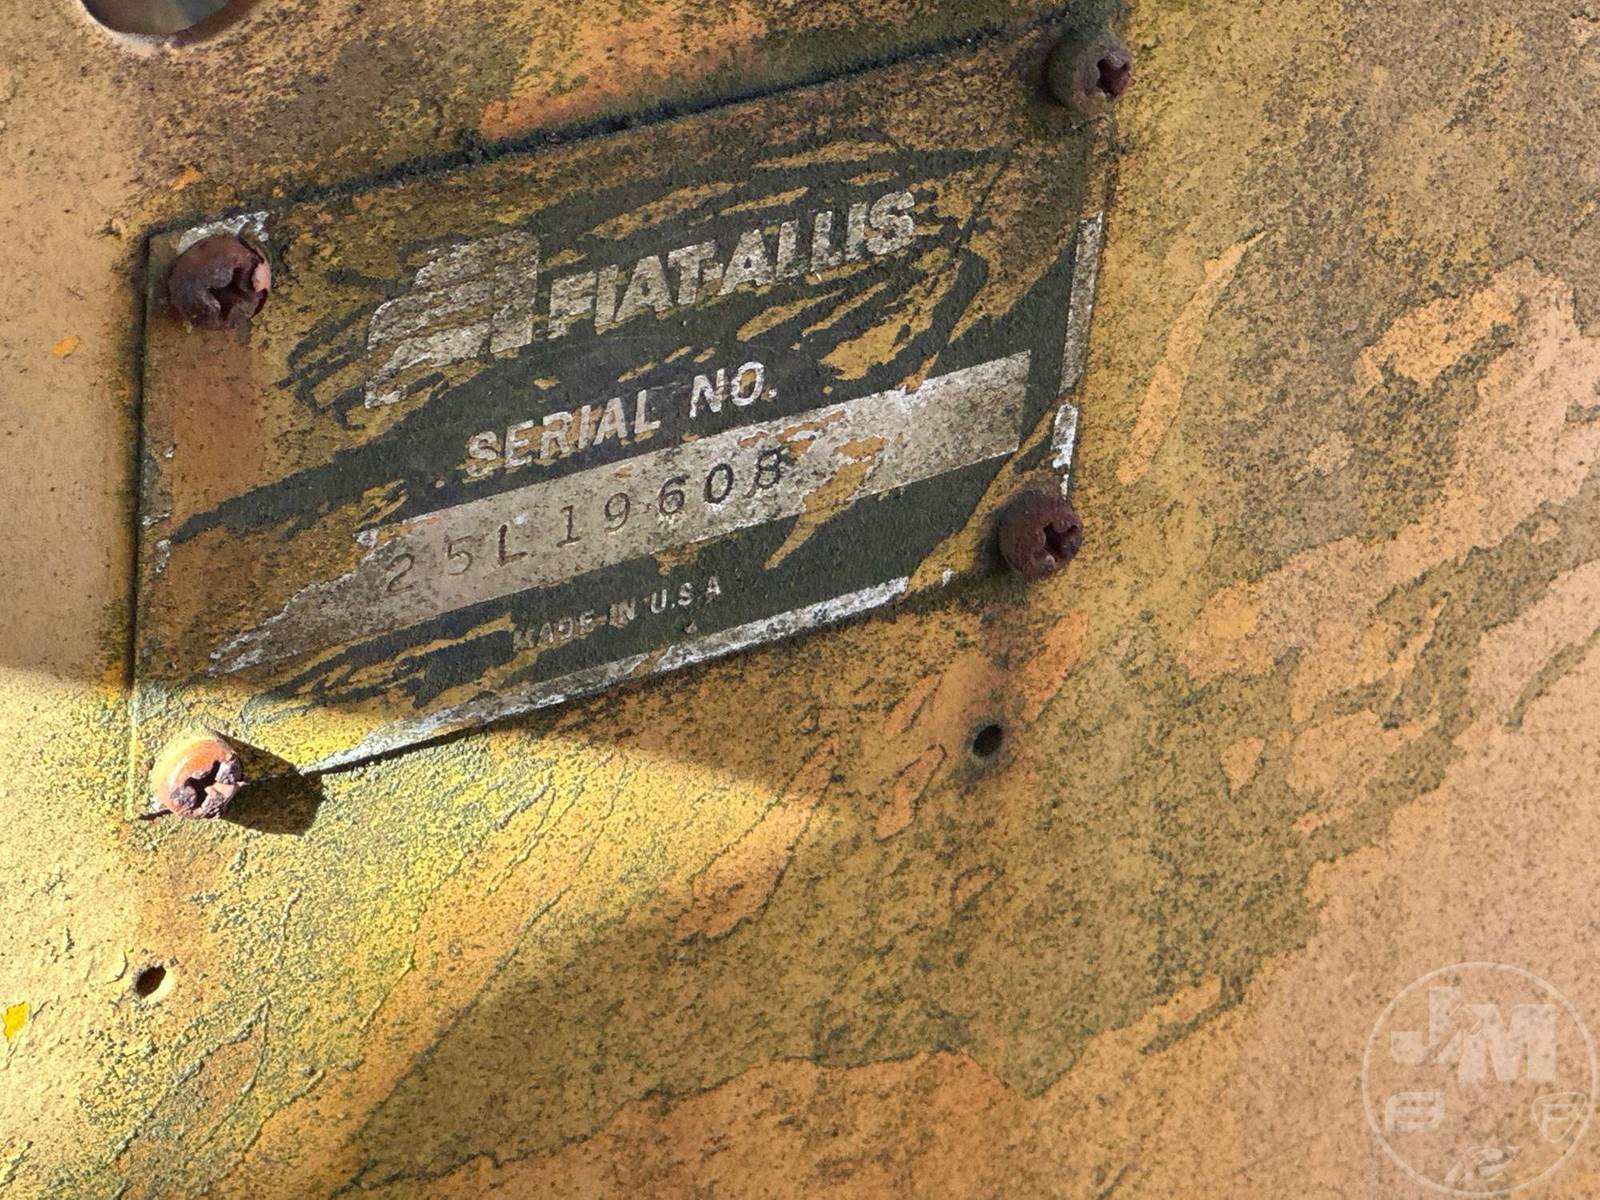 FIAT-ALLIS
SERIAL NO.
25L19608
MADE-IN U.S.A
J&M